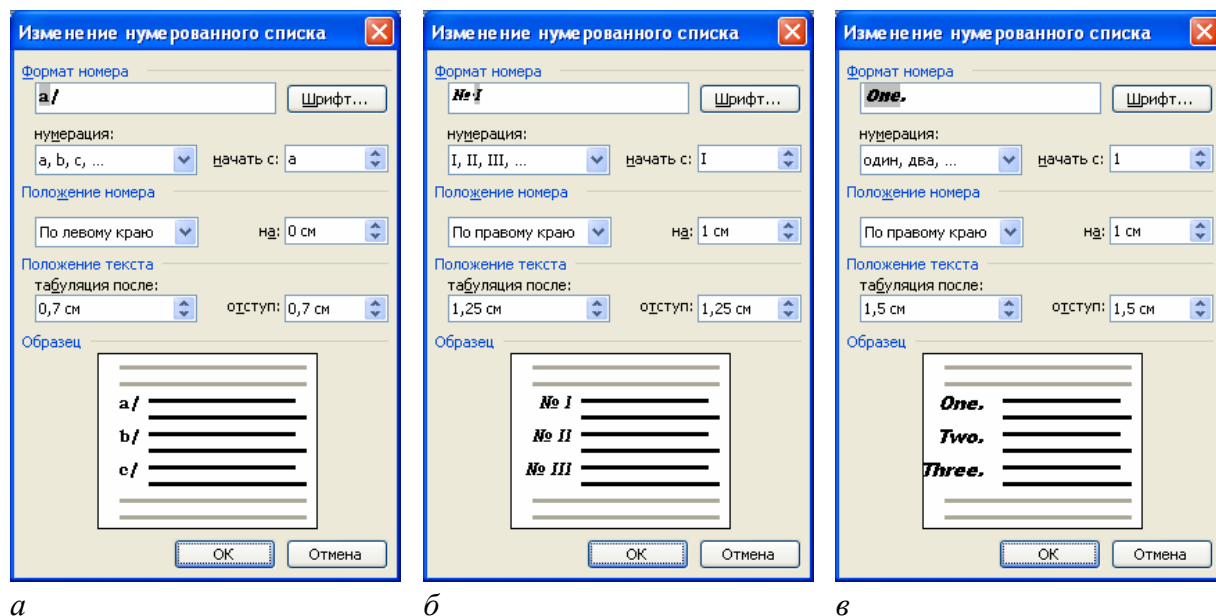 Изменение нумерованного списка
Формат номера
a/
Шрифт...
нумерация:
a, b, c, ...
начать с: a
Положение номера
По левому краю
на: 0 см
Положение текста
табуляция после:
0,7 см
отступ: 0,7 см
Образец
a/
b/
c/
ОК
Отмена
а
Изменение нумерованного списка
Формат номера
№ I
Шрифт...
нумерация:
I, II, III, ...
начать с: I
Положение номера
По правому краю
на: 1 см
Положение текста
табуляция после:
1,25 см
отступ: 1,25 см
Образец
№ I
№ II
№ III
ОК
Отмена
б
Изменение нумерованного списка
Формат номера
One.
Шрифт...
нумерация:
один, два, ...
начать с: 1
Положение номера
По правому краю
на: 1 см
Положение текста
табуляция после:
1,5 см
отступ: 1,5 см
Образец
One.
Two.
Three.
ОК
Отмена
в